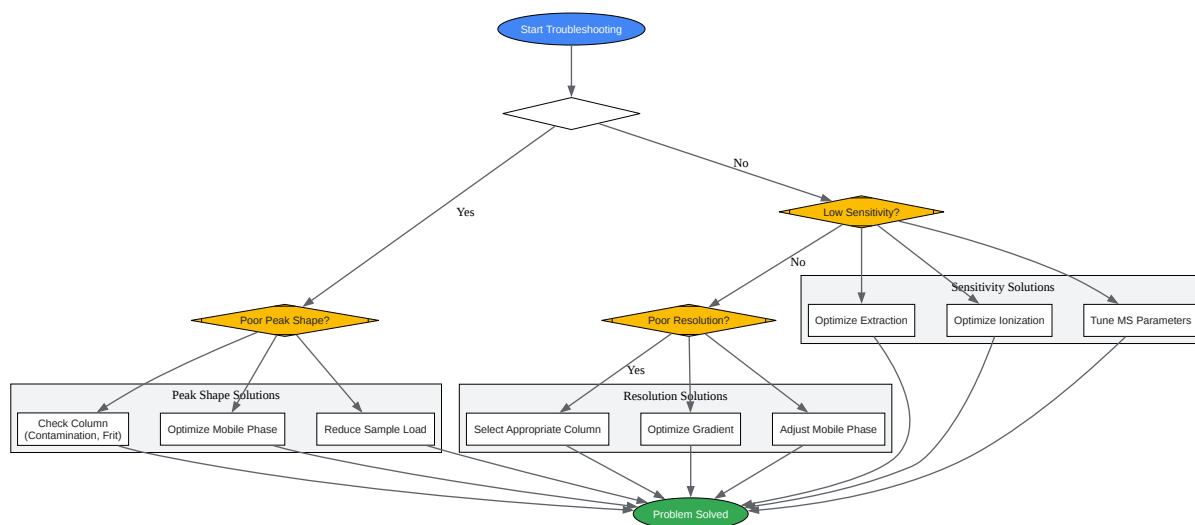 Start Troubleshooting
No
Yes
Low Sensitivity?
No
Sensitivity Solutions
Poor Peak Shape?
Poor Resolution?
Optimize Extraction
Optimize Ionization
Tune MS Parameters
Yes
Peak Shape Solutions
Resolution Solutions
Check Column
(Contamination, Frit)
Optimize Mobile Phase
Reduce Sample Load
Select Appropriate Column
Optimize Gradient
Adjust Mobile Phase
Problem Solved